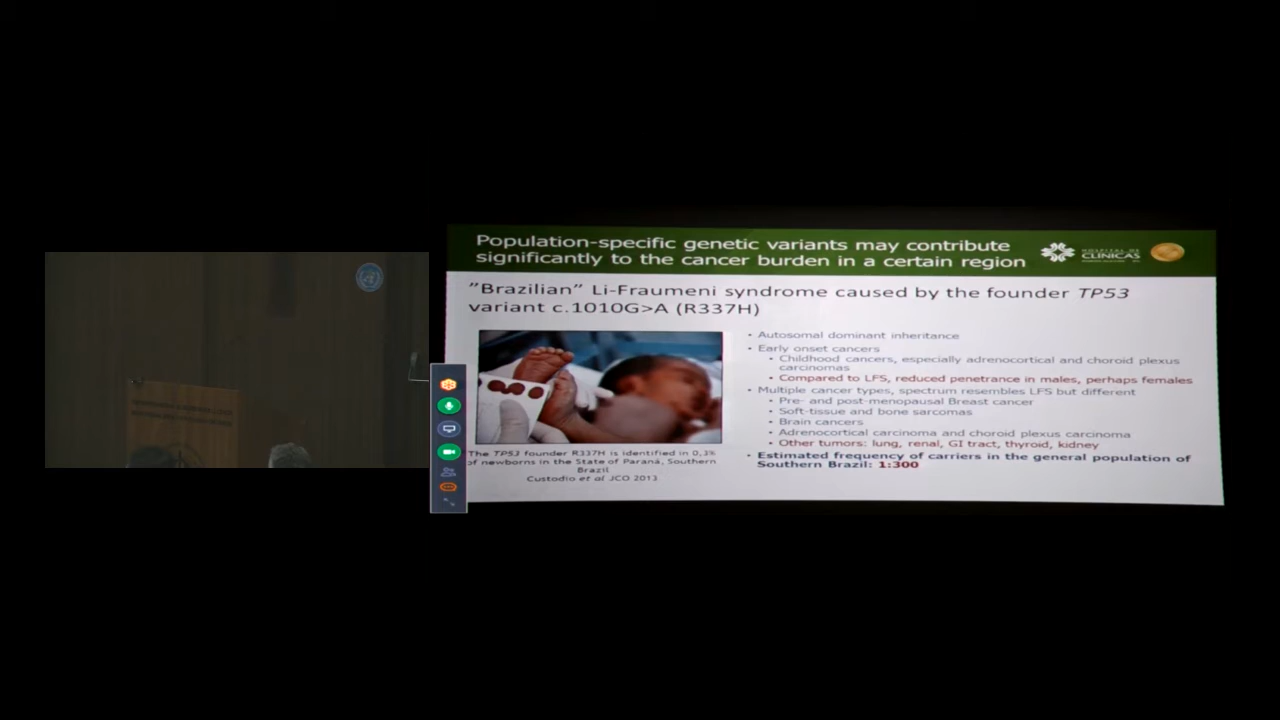 Population-specific genetic variants may contribute
significantly to the cancer burden in a certain region
HOSPITAL DE
CLINICAS
"Brazilian" Li-Fraumeni syndrome caused by the founder TP53
variant c.1010G>A (R337H)
• Autosomal dominant inheritance
• Early onset cancers
• Childhood cancers, especially adrenocortical and choroid plexus
carcinomas
• Compared to LFS, reduced penetrance in males, perhaps females
• Multiple cancer types, spectrum resembles LFS but different
• Pre- and post-menopausal Breast cancer
• Soft-tissue and bone sarcomas
• Brain cancers
• Adrenocortical carcinoma and choroid plexus carcinoma
• Other tumors: lung, renal, GI tract, thyroid, kidney
• Estimated frequency of carriers in the general population of
Southern Brazil: 1:300
The TP53 founder R337H is identified in 0,3%
of newborns in the State of Paraná, Southern
Brazil
Custodio et al JCO 2013